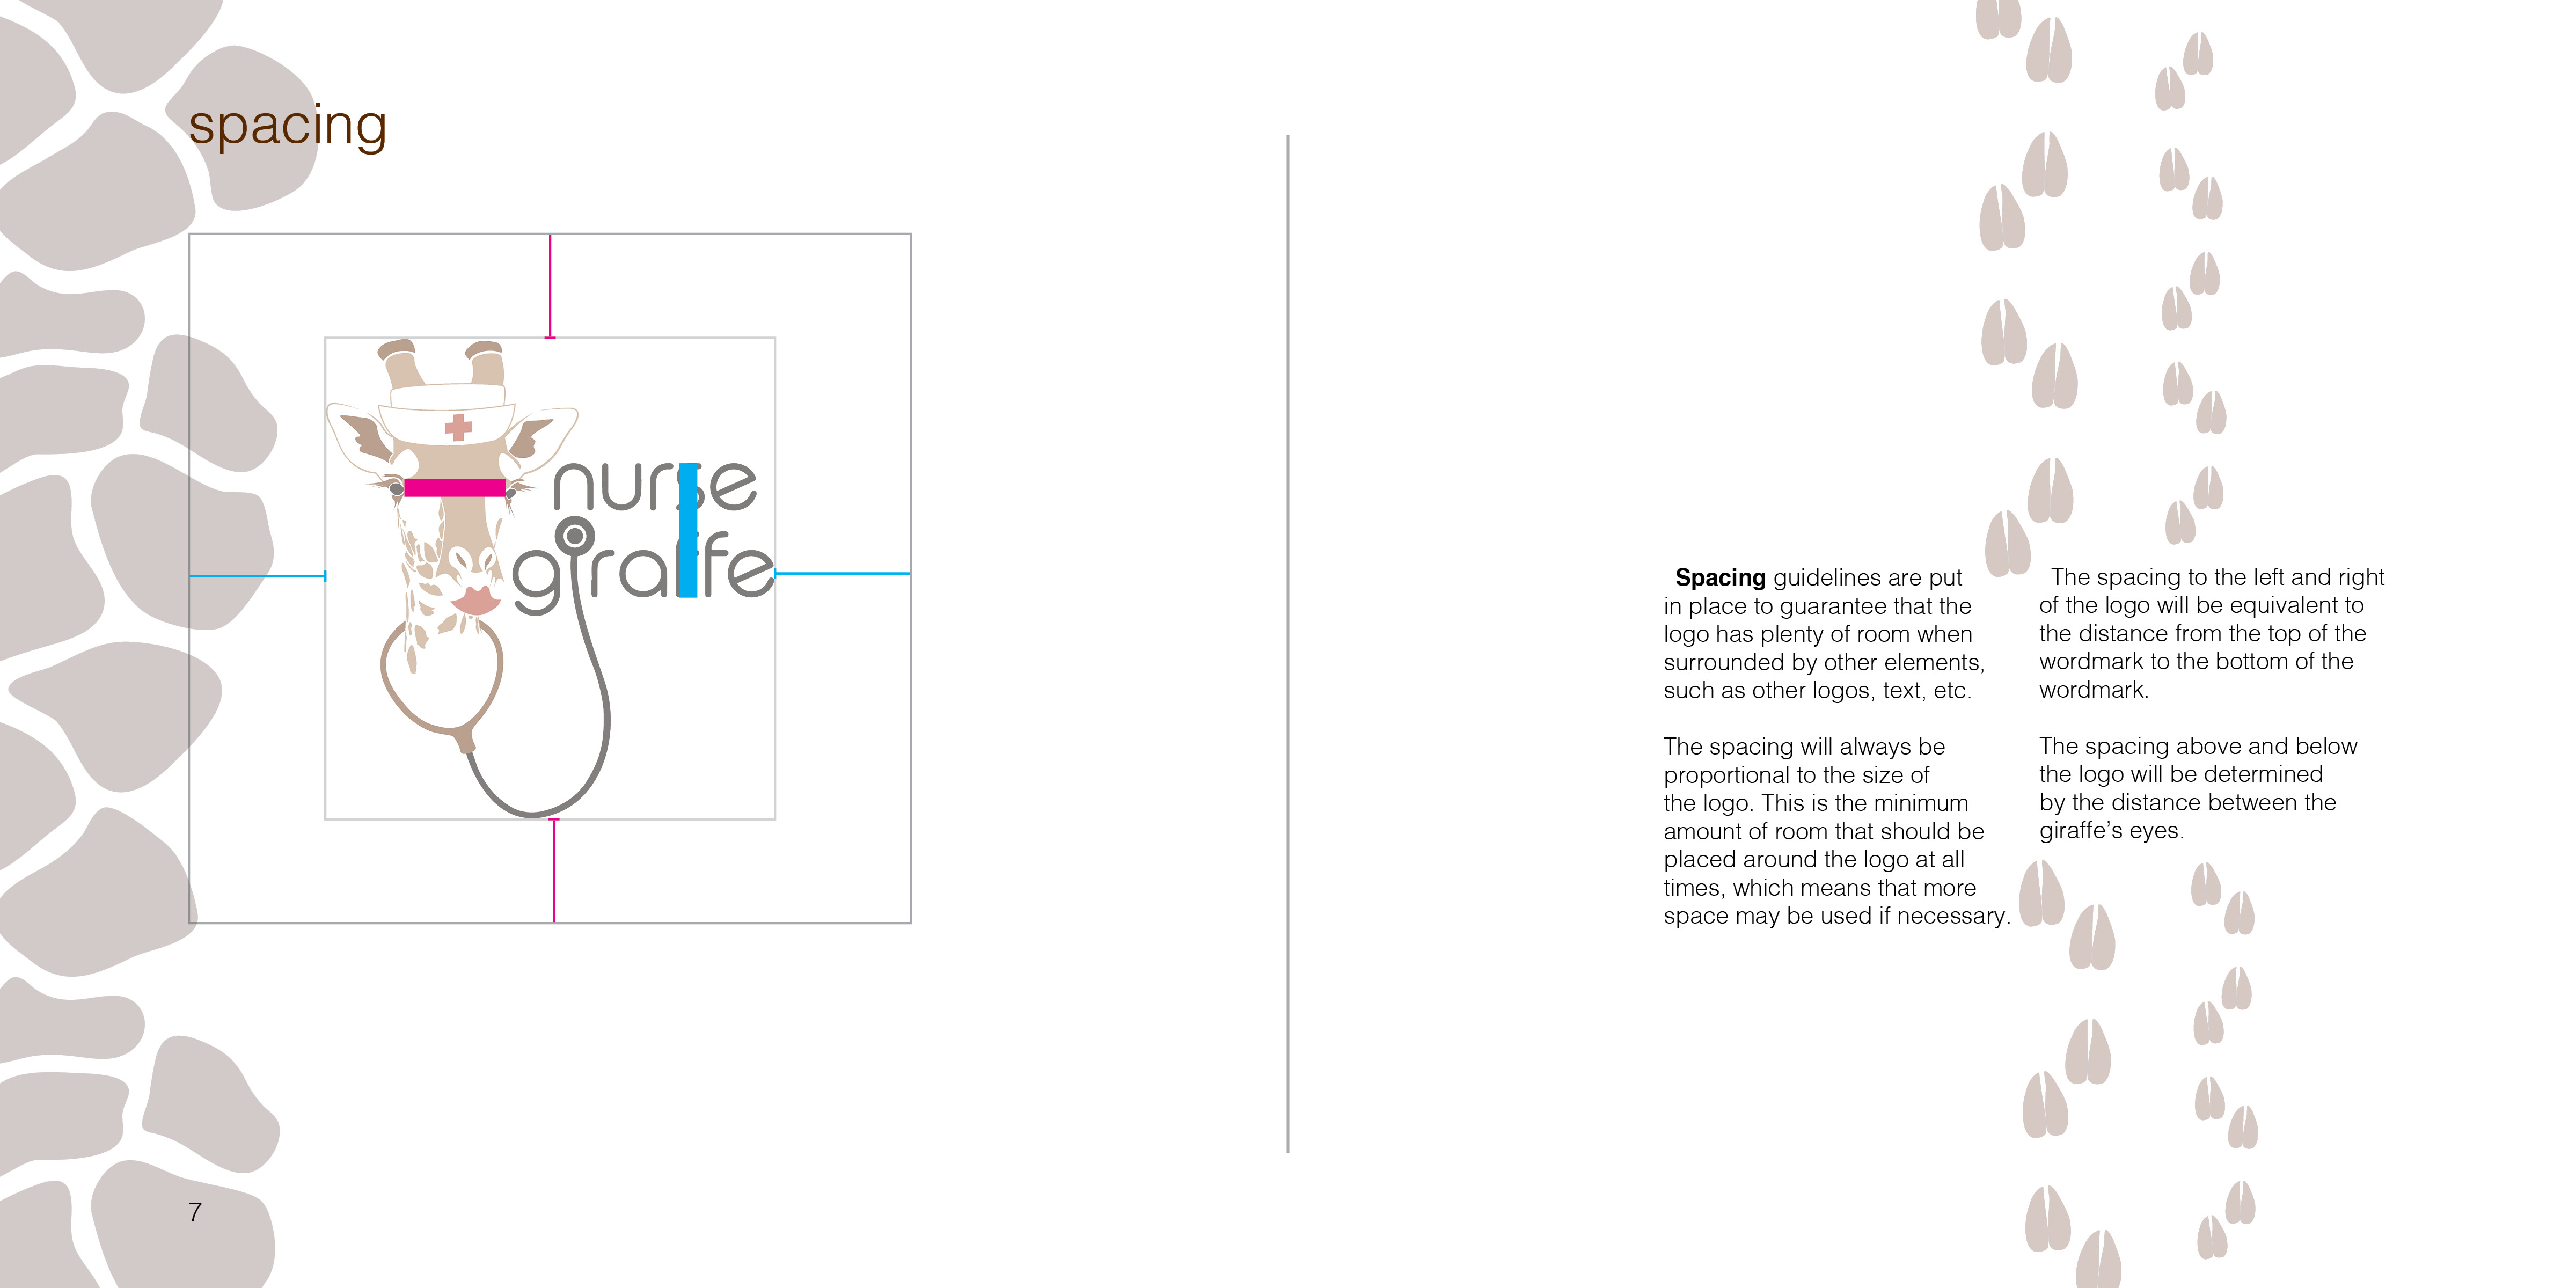 spacing
nurse
giraffe
Spacing guidelines are put
in place to guarantee that the
logo has plenty of room when
surrounded by other elements,
such as other logos, text, etc.
The spacing will always be
proportional to the size of
the logo. This is the minimum
amount of room that should be
placed around the logo at all
times, which means that more
space may be used if necessary.
The spacing to the left and right
of the logo will be equivalent to
the distance from the top of the
wordmark to the bottom of the
wordmark.
The spacing above and below
the logo will be determined
by the distance between the
giraffe’s eyes.
7